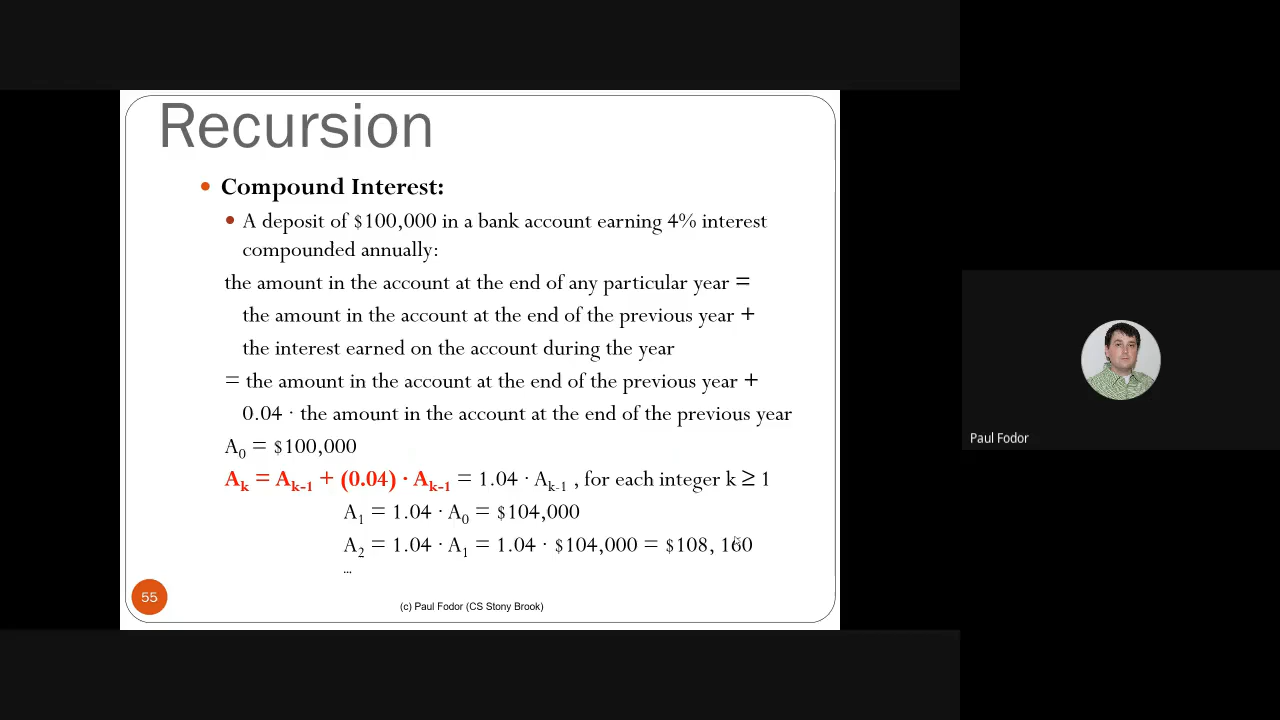 Recursion
• Compound Interest:
• A deposit of $100,000 in a bank account earning 4% interest
compounded annually:
the amount in the account at the end of any particular year =
the amount in the account at the end of the previous year +
the interest earned on the account during the year
= the amount in the account at the end of the previous year +
0.04 · the amount in the account at the end of the previous year
A₀ = $100,000
Aₖ = Aₖ₋₁ + (0.04) · Aₖ₋₁ = 1.04 · Aₖ₋₁ , for each integer k ≥ 1
A₁ = 1.04 · A₀ = $104,000
A₂ = 1.04 · A₁ = 1.04 · $104,000 = $108, 160
...
55
(c) Paul Fodor (CS Stony Brook)
Paul Fodor